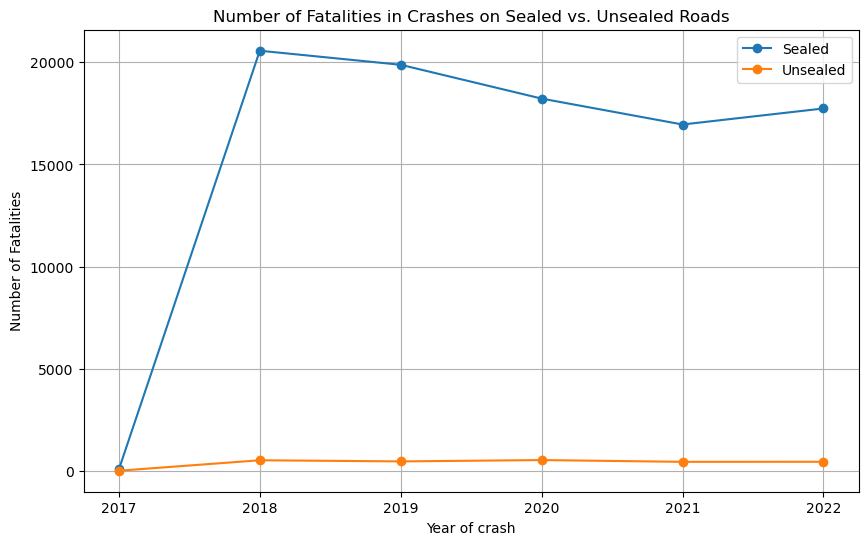 Number of Fatalities in Crashes on Sealed vs. Unsealed Roads
Sealed
Unsealed
20000
15000
10000
5000
0
Number of Fatalities
2017 2018 2019 2020 2021 2022
Year of crash